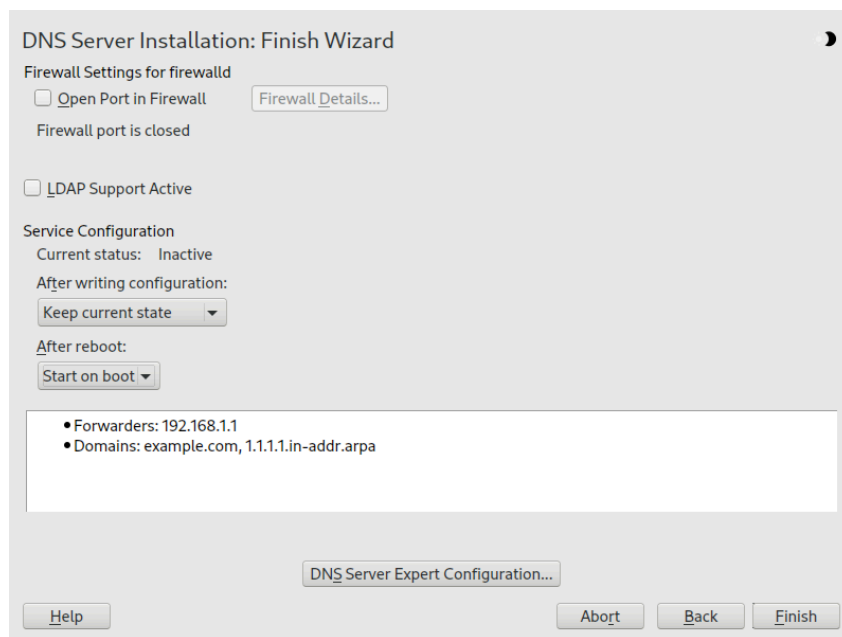 DNS Server Installation: Finish Wizard
Firewall Settings for firewalld
Open Port in Firewall Firewall Details...
Firewall port is closed
LDAP Support Active
Service Configuration
Current status: Inactive
After writing configuration:
Keep current state
After reboot:
Start on boot
• Forwarders: 192.168.1.1
• Domains: example.com, 1.1.1.1.in-addr.arpa
DNS Server Expert Configuration...
Help Abort Back Finish